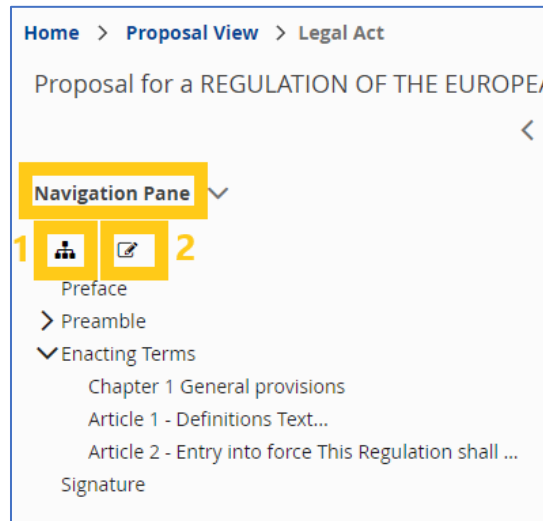 Home > Proposal View > Legal Act
Proposal for a REGULATION OF THE EUROPEA
Navigation Pane
1 2
Preface
Preamble
Enacting Terms
Chapter 1 General provisions
Article 1 - Definitions Text...
Article 2 - Entry into force This Regulation shall ...
Signature